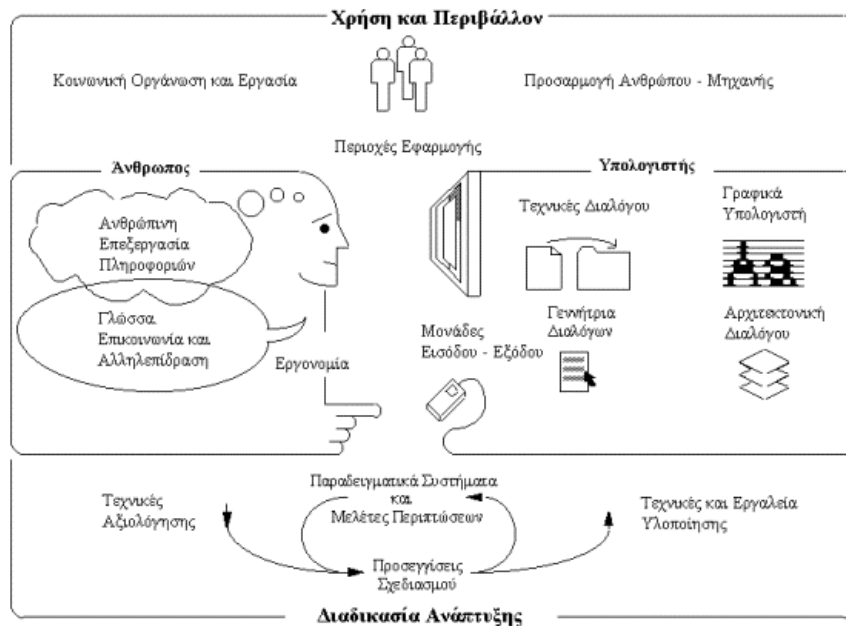 Χρήση και Περιβάλλον
Κοινωνική Οργάνωση και Εργασία
Προσαρμογή Ανθρώπου - Μηχανής
Περιοχές Εφαρμογής
Άνθρωπος
Υπολογιστής
Ανθρώπινη
Επεξεργασία
Πληροφοριών
Γλώσσα
Επικοινωνία και
Αλληλεπίδραση
Εργονομία
Τεχνικές Διαλόγου
Γραφικά
Υπολογιστή
Aa
Μονάδες
Εισόδου - Εξόδου
Γεννήτρια
Διαλόγων
Αρχιτεκτονική
Διαλόγου
Τεχνικές
Αξιολόγησης
Παραδειγματικά Συστήματα
και
Μελέτες Περιπτώσεων
Προσεγγίσεις
Σχεδιασμού
Τεχνικές και Εργαλεία
Υλοποίησης
Διαδικασία Ανάπτυξης